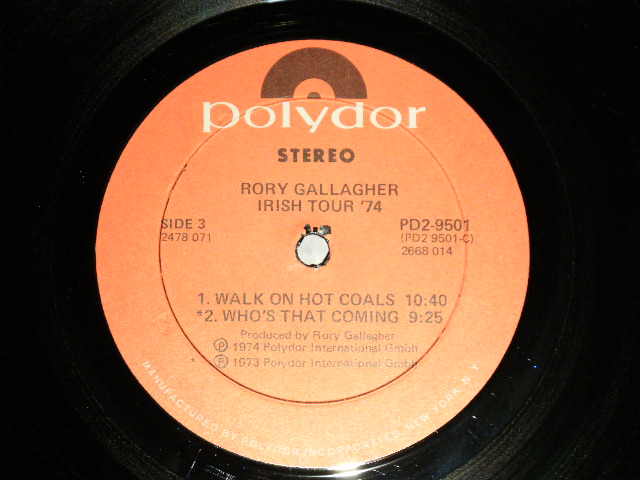 polydor
STEREO
RORY GALLAGHER
IRISH TOUR '74
SIDE 3
2478 071
PD2-9501
(PD2 9501-C)
2668 014
1. WALK ON HOT COALS 10:40
*2. WHO'S THAT COMING 9:25
Produced by Rory Gallagher
℗ 1974 Polydor International Gmbh
* ℗ 1973 Polydor International Gmbh
MANUFACTURED BY POLYDOR INCORPORATED, NEW YORK, N.Y.